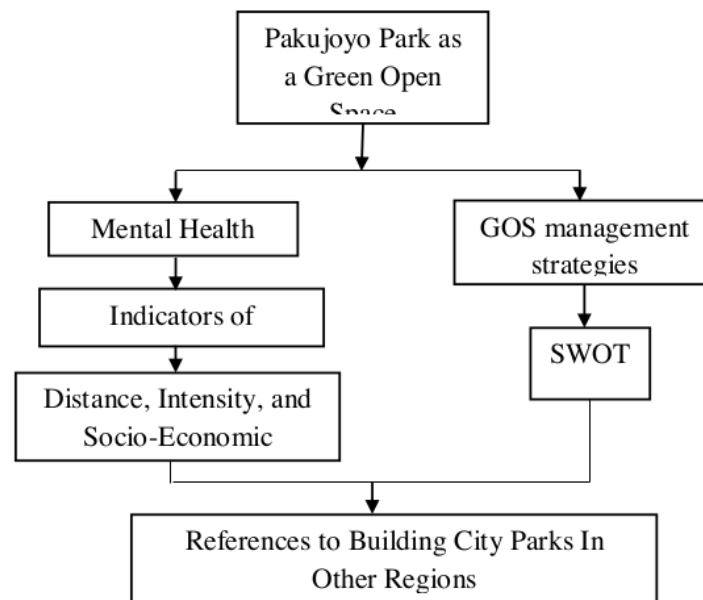 Pakujoyo Park as
a Green Open
Space
Mental Health
GOS management
strategies
Indicators of
SWOT
Distance, Intensity, and
Socio-Economic
References to Building City Parks In
Other Regions